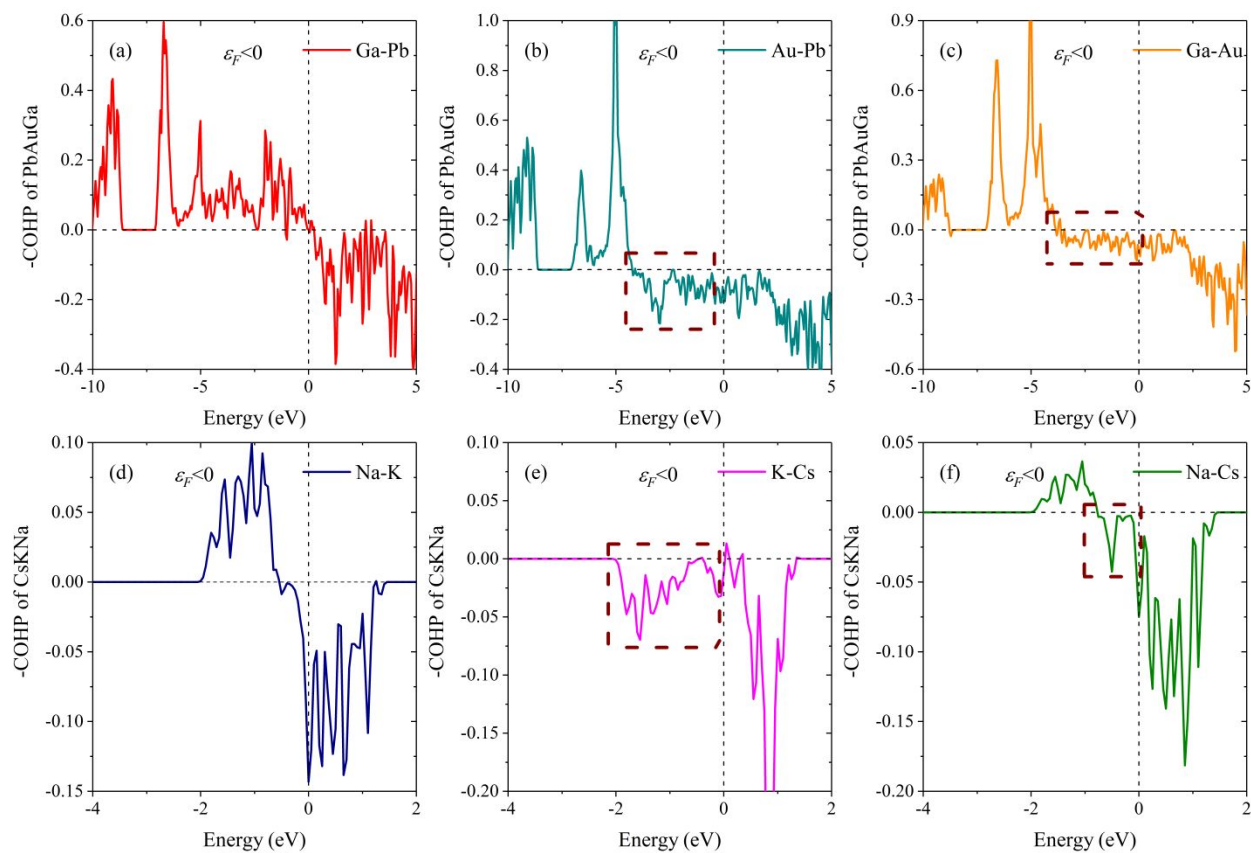 (a) εF<0 Ga-Pb
-COHP of PbAuGa
0.6
0.4
0.2
0.0
-0.2
-0.4
-10 -5 0 5
Energy (eV)
(b) εF<0 Au-Pb
-COHP of PbAuGa
1.0
0.8
0.6
0.4
0.2
0.0
-0.2
-0.4
-10 -5 0 5
Energy (eV)
(c) εF<0 Ga-Au
-COHP of PbAuGa
0.9
0.6
0.3
0.0
-0.3
-0.6
-10 -5 0 5
Energy (eV)
(d) εF<0 Na-K
-COHP of CsKNa
0.10
0.05
0.00
-0.05
-0.10
-0.15
-4 -2 0 2
Energy (eV)
(e) εF<0 K-Cs
-COHP of CsKNa
0.10
0.05
0.00
-0.05
-0.10
-0.15
-0.20
-4 -2 0 2
Energy (eV)
(f) εF<0 Na-Cs
-COHP of CsKNa
0.05
0.00
-0.05
-0.10
-0.15
-0.20
-4 -2 0 2
Energy (eV)